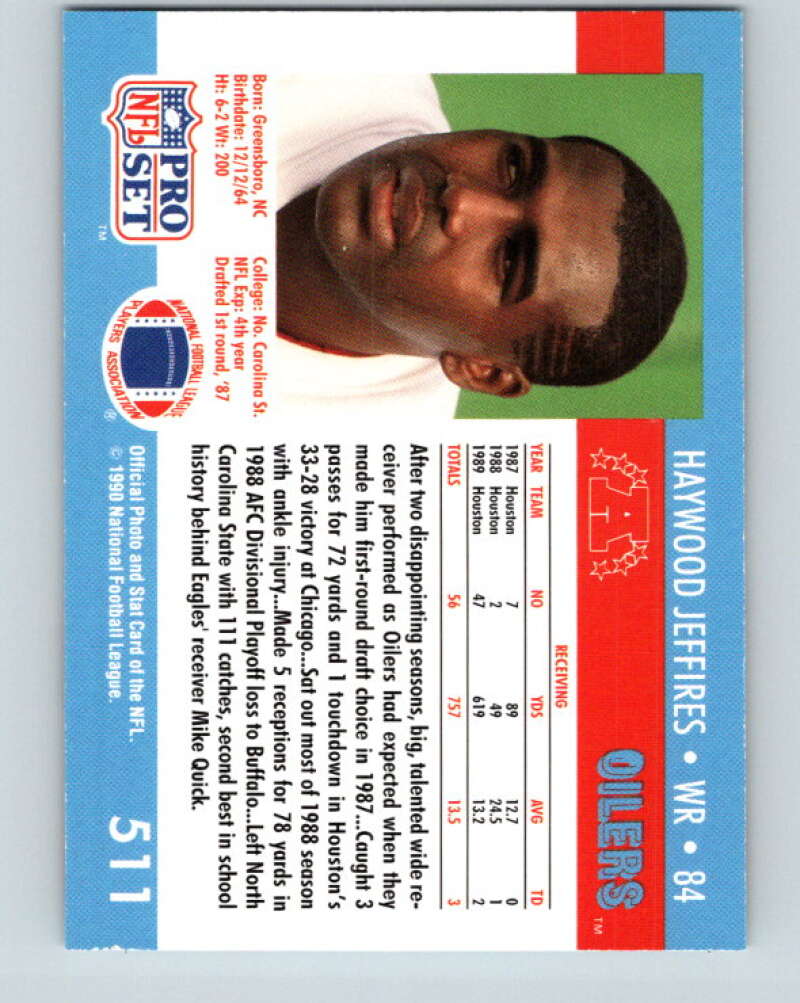 HAYWOOD JEFFIRES • WR • 84
A
OILERS™
RECEIVING
YEAR TEAM NO YDS AVG TD
1987 Houston 7 89 12.7 0
1988 Houston 2 49 24.5 1
1989 Houston 47 619 13.2 2
TOTALS 56 757 13.5 3
After two disappointing seasons, big, talented wide re-
ceiver performed as Oilers had expected when they
made him first-round draft choice in 1987...Caught 3
passes for 72 yards and 1 touchdown in Houston's
33-28 victory at Chicago...Sat out most of 1988 season
with ankle injury...Made 5 receptions for 78 yards in
1988 AFC Divisional Playoff loss to Buffalo...Left North
Carolina State with 111 catches, second best in school
history behind Eagles' receiver Mike Quick.
Born: Greensboro, NC
Birthdate: 12/12/64
Ht: 6-2 Wt: 200
College: No. Carolina St.
NFL Exp: 4th year
Drafted 1st round, '87
NFL
PRO
SET
™
NATIONAL FOOTBALL LEAGUE
PLAYERS ASSOCIATION
®
Official Photo and Stat Card of the NFL.
© 1990 National Football League.
511